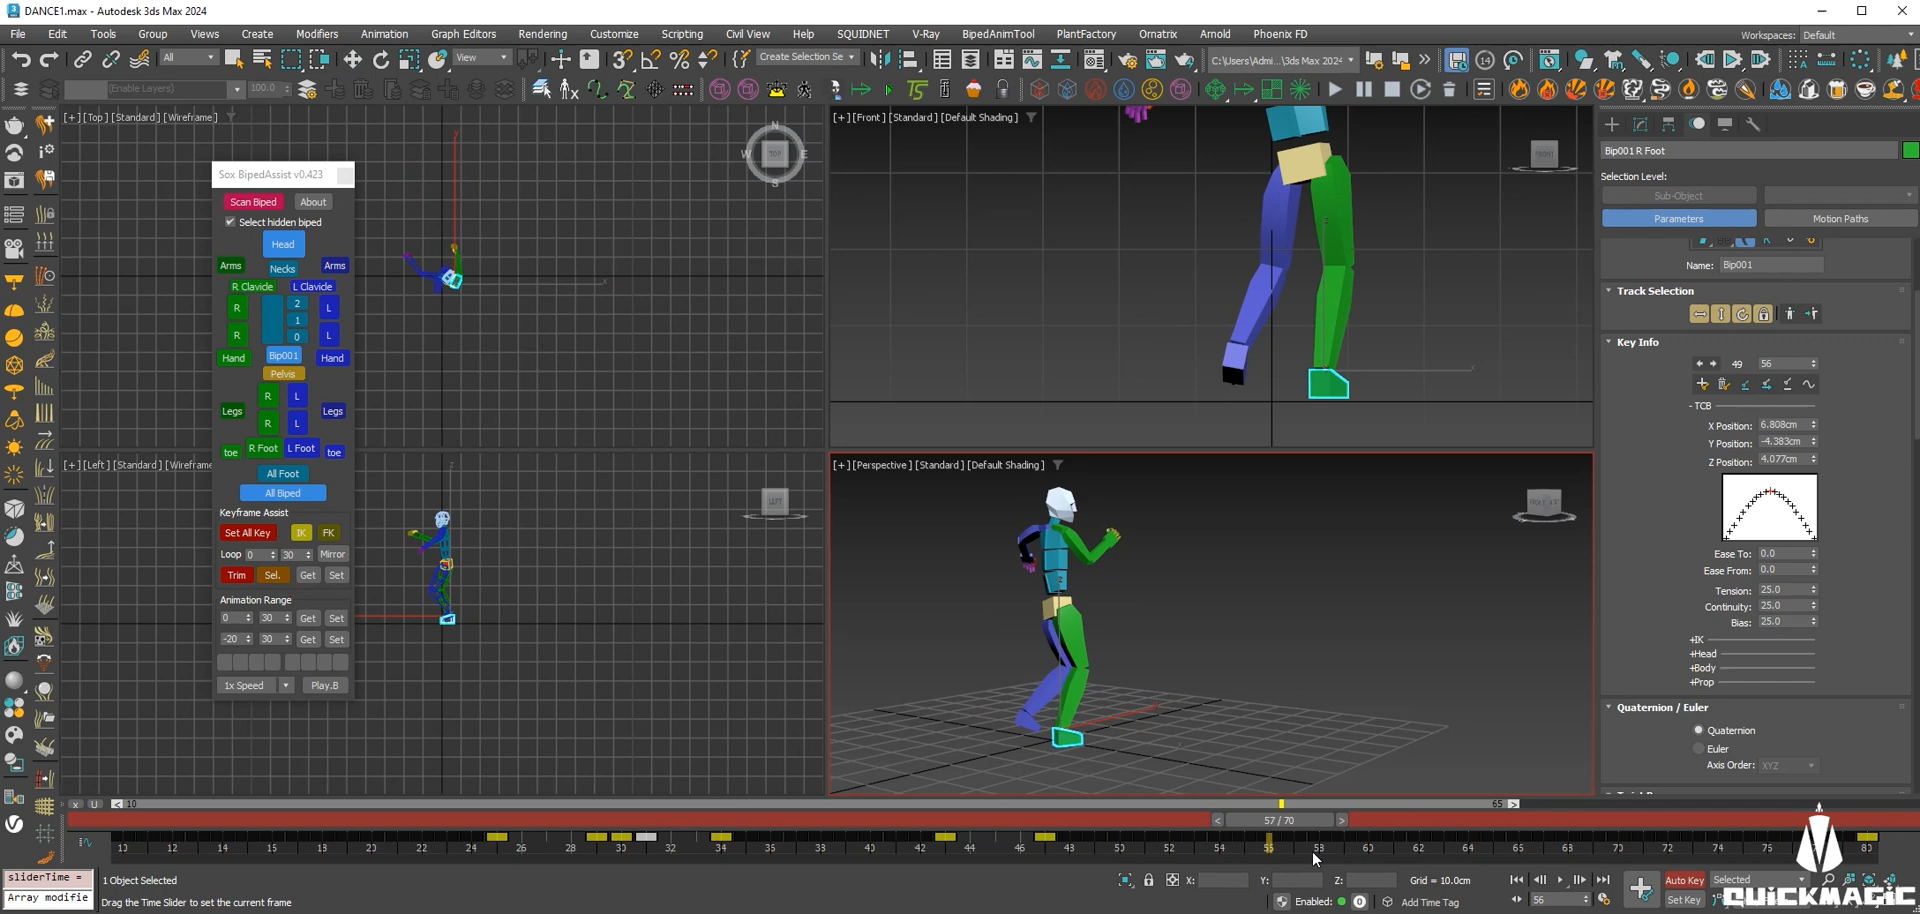 DANCE1.max - Autodesk 3ds Max 2024
File Edit Tools Group Views Create Modifiers Animation Graph Editors Rendering Customize Scripting Civil View Help SQUIDNET V-Ray BipedAnimTool PlantFactory Ornatrix Arnold Phoenix FD
Workspaces: Default
All View Create Selection Se C:\Users\Admi...\3ds Max 2024
(Enable Layers) 100.0
[+] [Top] [Standard] [Wireframe]
[+] [Front] [Standard] [Default Shading]
N
W TOP E
S
FRONT
Bip001 R Foot
Selection Level:
Sub-Object
Parameters Motion Paths
Name: Bip001
Track Selection
Key Info
49 56
- TCB
X Position: 6.808cm
Y Position: -4.383cm
Z Position: 4.077cm
Ease To: 0.0
Ease From: 0.0
Tension: 25.0
Continuity: 25.0
Bias: 25.0
+IK
+Head
+Body
+Prop
Quaternion / Euler
Quaternion
Euler
Axis Order: XYZ
Sox BipedAssist v0.423
Scan Biped About
Select hidden biped
Head
Arms Necks Arms
R Clavicle L Clavicle
R 2 L
1
R 0 L
Hand Bip001 Hand
Pelvis
R L
Legs Legs
R L
toe R Foot L Foot toe
All Foot
All Biped
Keyframe Assist
Set All Key IK FK
Loop 0 30 Mirror
Trim Sel. Get Set
Animation Range
0 30 Get Set
-20 30 Get Set
1x Speed Play.B
[+] [Left] [Standard] [Wireframe
LEFT
[+] [Perspective] [Standard] [Default Shading]
x U < 10 65 >
< 57 / 70 >
sliderTime =
Array modifie
1 Object Selected
Drag the Time Slider to set the current frame
X: Y: Z: Grid = 10.0cm
Enabled: Add Time Tag
Auto Key Selected
Set Key
56
QUICKMAGIC